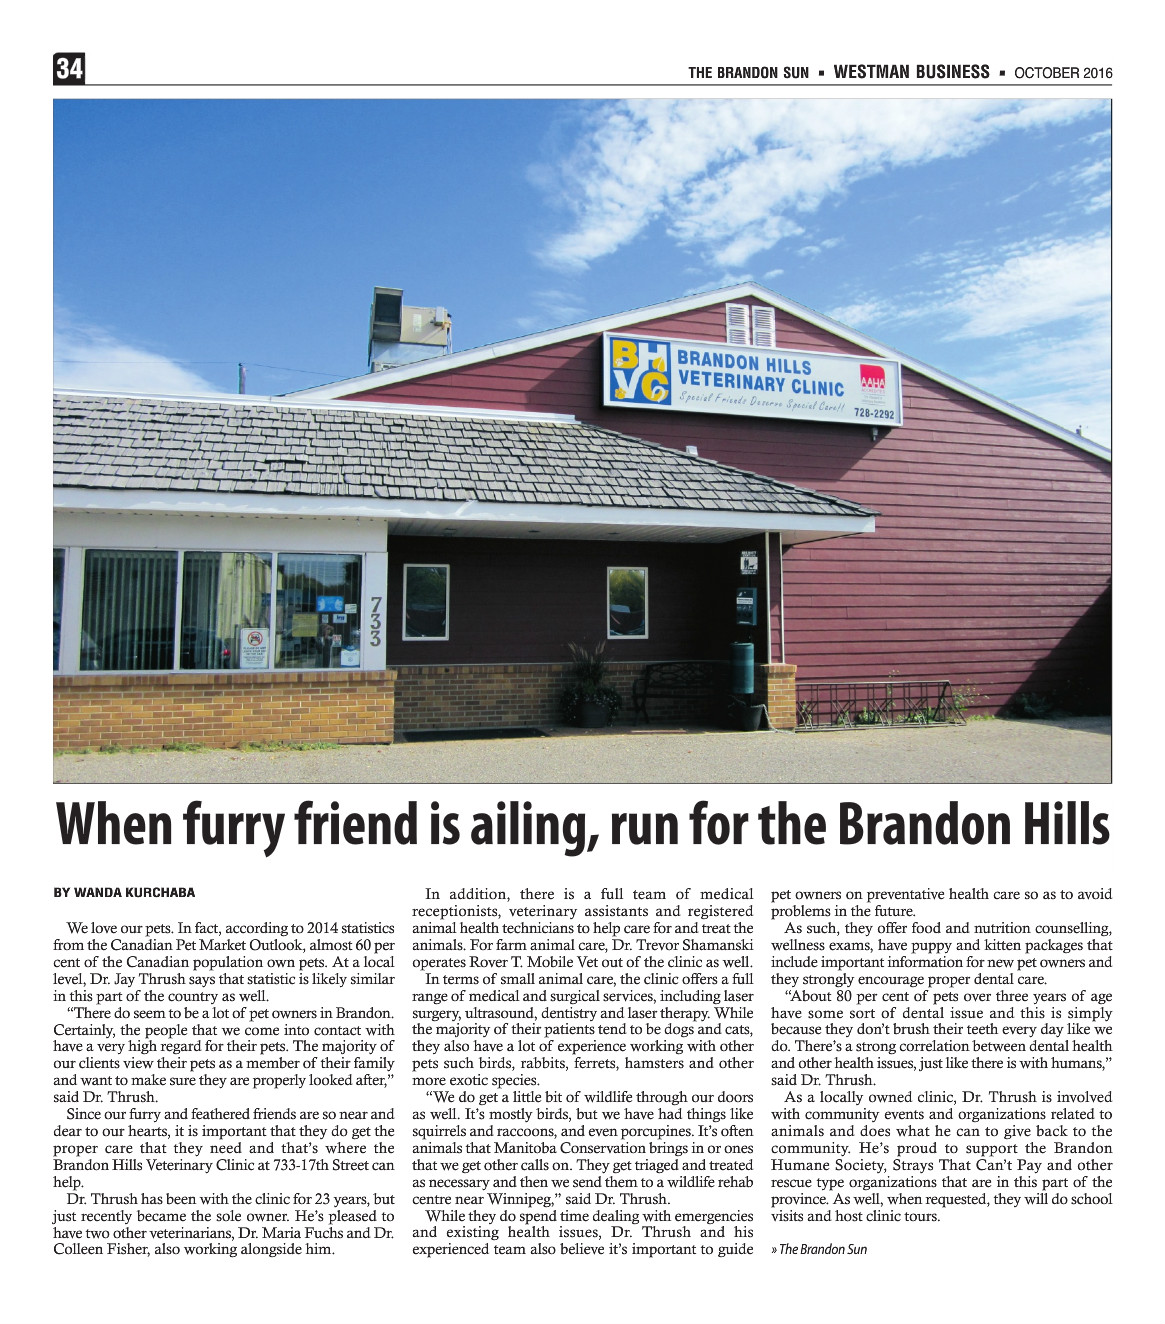 34
THE BRANDON SUN ▪ WESTMAN BUSINESS ▪ OCTOBER 2016
BHVC
BRANDON HILLS
VETERINARY CLINIC
Special Friends Deserve Special Care!!
AAHA
728-2292
733
When furry friend is ailing, run for the Brandon Hills
BY WANDA KURCHABA
We love our pets. In fact, according to 2014 statistics
from the Canadian Pet Market Outlook, almost 60 per
cent of the Canadian population own pets. At a local
level, Dr. Jay Thrush says that statistic is likely similar
in this part of the country as well.
“There do seem to be a lot of pet owners in Brandon.
Certainly, the people that we come into contact with
have a very high regard for their pets. The majority of
our clients view their pets as a member of their family
and want to make sure they are properly looked after,”
said Dr. Thrush.
Since our furry and feathered friends are so near and
dear to our hearts, it is important that they do get the
proper care that they need and that’s where the
Brandon Hills Veterinary Clinic at 733-17th Street can
help.
Dr. Thrush has been with the clinic for 23 years, but
just recently became the sole owner. He’s pleased to
have two other veterinarians, Dr. Maria Fuchs and Dr.
Colleen Fisher, also working alongside him.
In addition, there is a full team of medical
receptionists, veterinary assistants and registered
animal health technicians to help care for and treat the
animals. For farm animal care, Dr. Trevor Shamanski
operates Rover T. Mobile Vet out of the clinic as well.
In terms of small animal care, the clinic offers a full
range of medical and surgical services, including laser
surgery, ultrasound, dentistry and laser therapy. While
the majority of their patients tend to be dogs and cats,
they also have a lot of experience working with other
pets such birds, rabbits, ferrets, hamsters and other
more exotic species.
“We do get a little bit of wildlife through our doors
as well. It’s mostly birds, but we have had things like
squirrels and raccoons, and even porcupines. It’s often
animals that Manitoba Conservation brings in or ones
that we get other calls on. They get triaged and treated
as necessary and then we send them to a wildlife rehab
centre near Winnipeg,” said Dr. Thrush.
While they do spend time dealing with emergencies
and existing health issues, Dr. Thrush and his
experienced team also believe it’s important to guide
pet owners on preventative health care so as to avoid
problems in the future.
As such, they offer food and nutrition counselling,
wellness exams, have puppy and kitten packages that
include important information for new pet owners and
they strongly encourage proper dental care.
“About 80 per cent of pets over three years of age
have some sort of dental issue and this is simply
because they don’t brush their teeth every day like we
do. There’s a strong correlation between dental health
and other health issues, just like there is with humans,”
said Dr. Thrush.
As a locally owned clinic, Dr. Thrush is involved
with community events and organizations related to
animals and does what he can to give back to the
community. He’s proud to support the Brandon
Humane Society, Strays That Can’t Pay and other
rescue type organizations that are in this part of the
province. As well, when requested, they will do school
visits and host clinic tours.
» The Brandon Sun